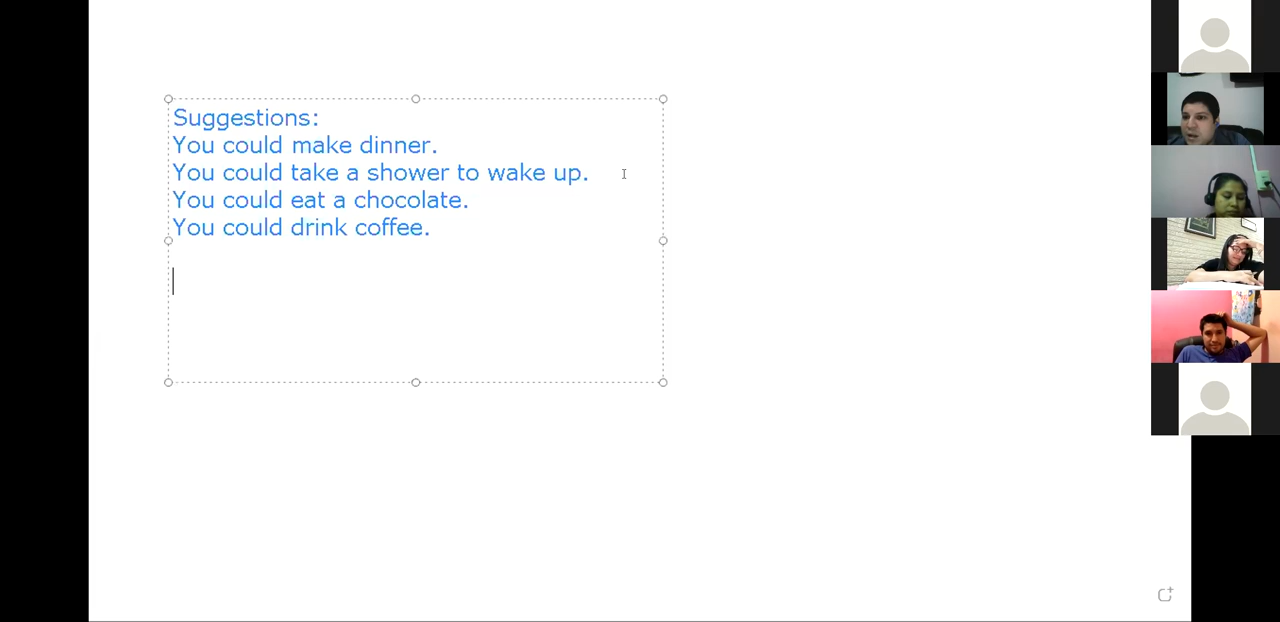 Suggestions:
You could make dinner.
You could take a shower to wake up.
You could eat a chocolate.
You could drink coffee.